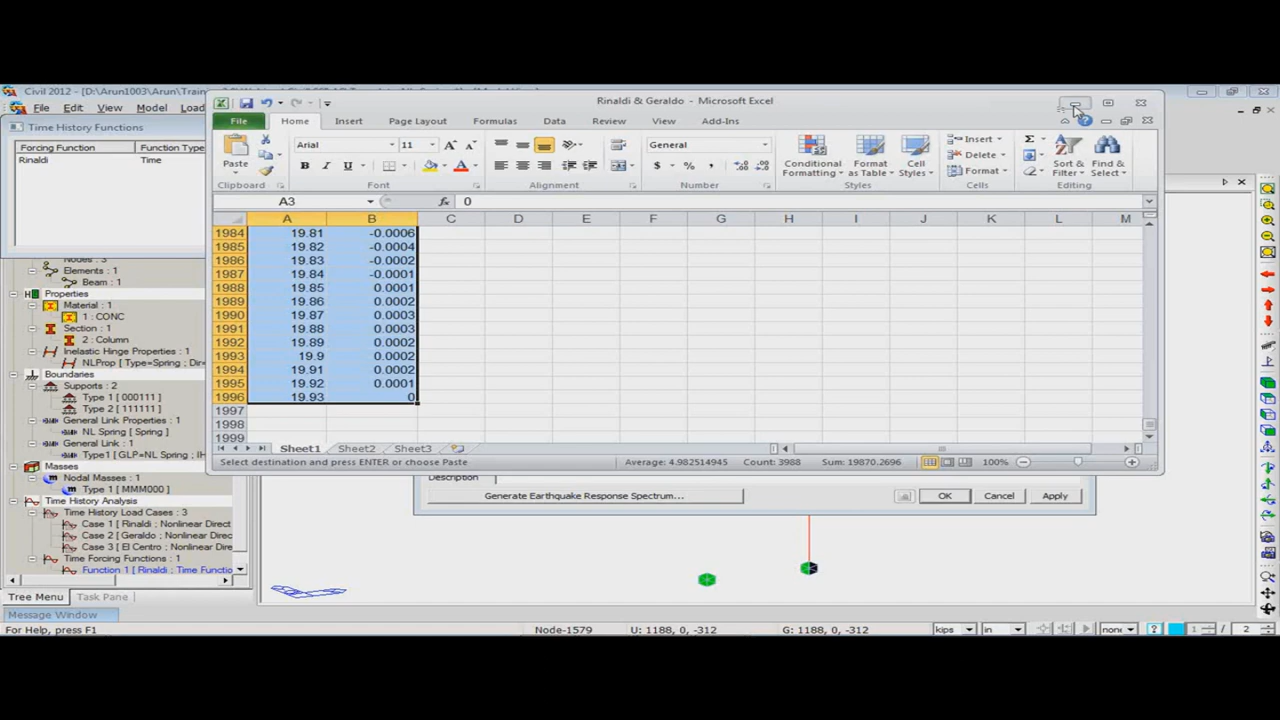 Civil 2012 - [D:\Arun1003\Arun\Train
File Edit View Model Load
Time History Functions
Forcing Function Function Type
Rinaldi Time
Rinaldi & Geraldo - Microsoft Excel
File Home Insert Page Layout Formulas Data Review View Add-Ins
Paste Arial 11 General Conditional Formatting Format as Table Cell Styles Insert Delete Format Sort & Filter Find & Select
Clipboard Font Alignment Number Styles Cells Editing
A3 fx 0
A B C D E F G H I J K L M
1984 19.81 -0.0006
1985 19.82 -0.0004
1986 19.83 -0.0002
1987 19.84 -0.0001
1988 19.85 0.0001
1989 19.86 0.0002
1990 19.87 0.0003
1991 19.88 0.0003
1992 19.89 0.0002
1993 19.9 0.0002
1994 19.91 0.0002
1995 19.92 0.0001
1996 19.93 0
1997
1998
1999
Sheet1 Sheet2 Sheet3
Select destination and press ENTER or choose Paste Average: 4.982514945 Count: 3988 Sum: 19870.2696 100%
Nodes : 3
Elements : 1
Beam : 1
Properties
Material : 1
1 : CONC
Section : 1
2 : Column
Inelastic Hinge Properties : 1
NLProp [ Type=Spring ; Dir=
Boundaries
Supports : 2
Type 1 [ 000111 ]
Type 2 [ 111111 ]
General Link Properties : 1
NL Spring [ Spring ]
General Link : 1
Type1 [ GLP=NL Spring ; IH
Masses
Nodal Masses : 1
Type 1 [ MMM000 ]
Time History Analysis
Time History Load Cases : 3
Case 1 [ Rinaldi ; Nonlinear Direct
Case 2 [ Geraldo ; Nonlinear Direc
Case 3 [ El Centro ; Nonlinear Direc
Time Forcing Functions : 1
Function 1 [ Rinaldi ; Time Functio
Tree Menu Task Pane
Description
Generate Earthquake Response Spectrum... OK Cancel Apply
Message Window
For Help, press F1 Node-1579 U: 1188, 0, -312 G: 1188, 0, -312 kips in none 1 / 2